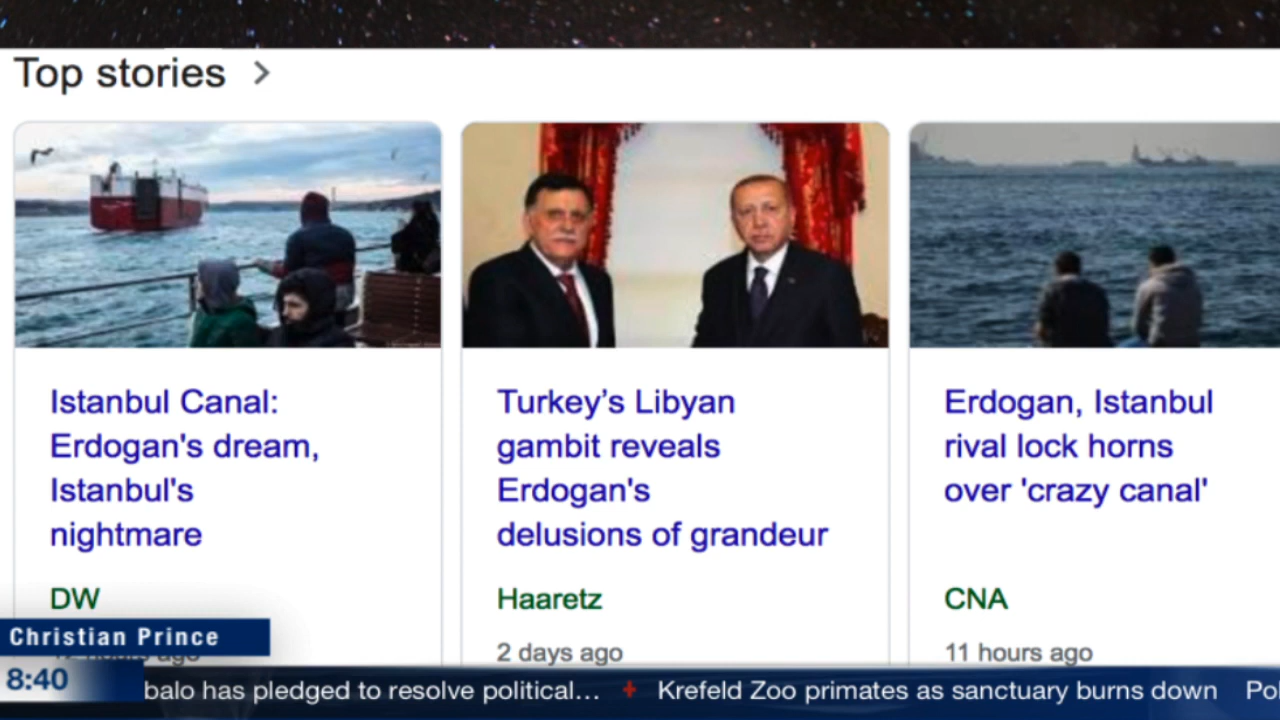 Top stories >
Istanbul Canal:
Erdogan's dream,
Istanbul's
nightmare
DW
Turkey’s Libyan
gambit reveals
Erdogan's
delusions of grandeur
Haaretz
2 days ago
Erdogan, Istanbul
rival lock horns
over 'crazy canal'
CNA
11 hours ago
Christian Prince
8:40
balo has pledged to resolve political... + Krefeld Zoo primates as sanctuary burns down Pol